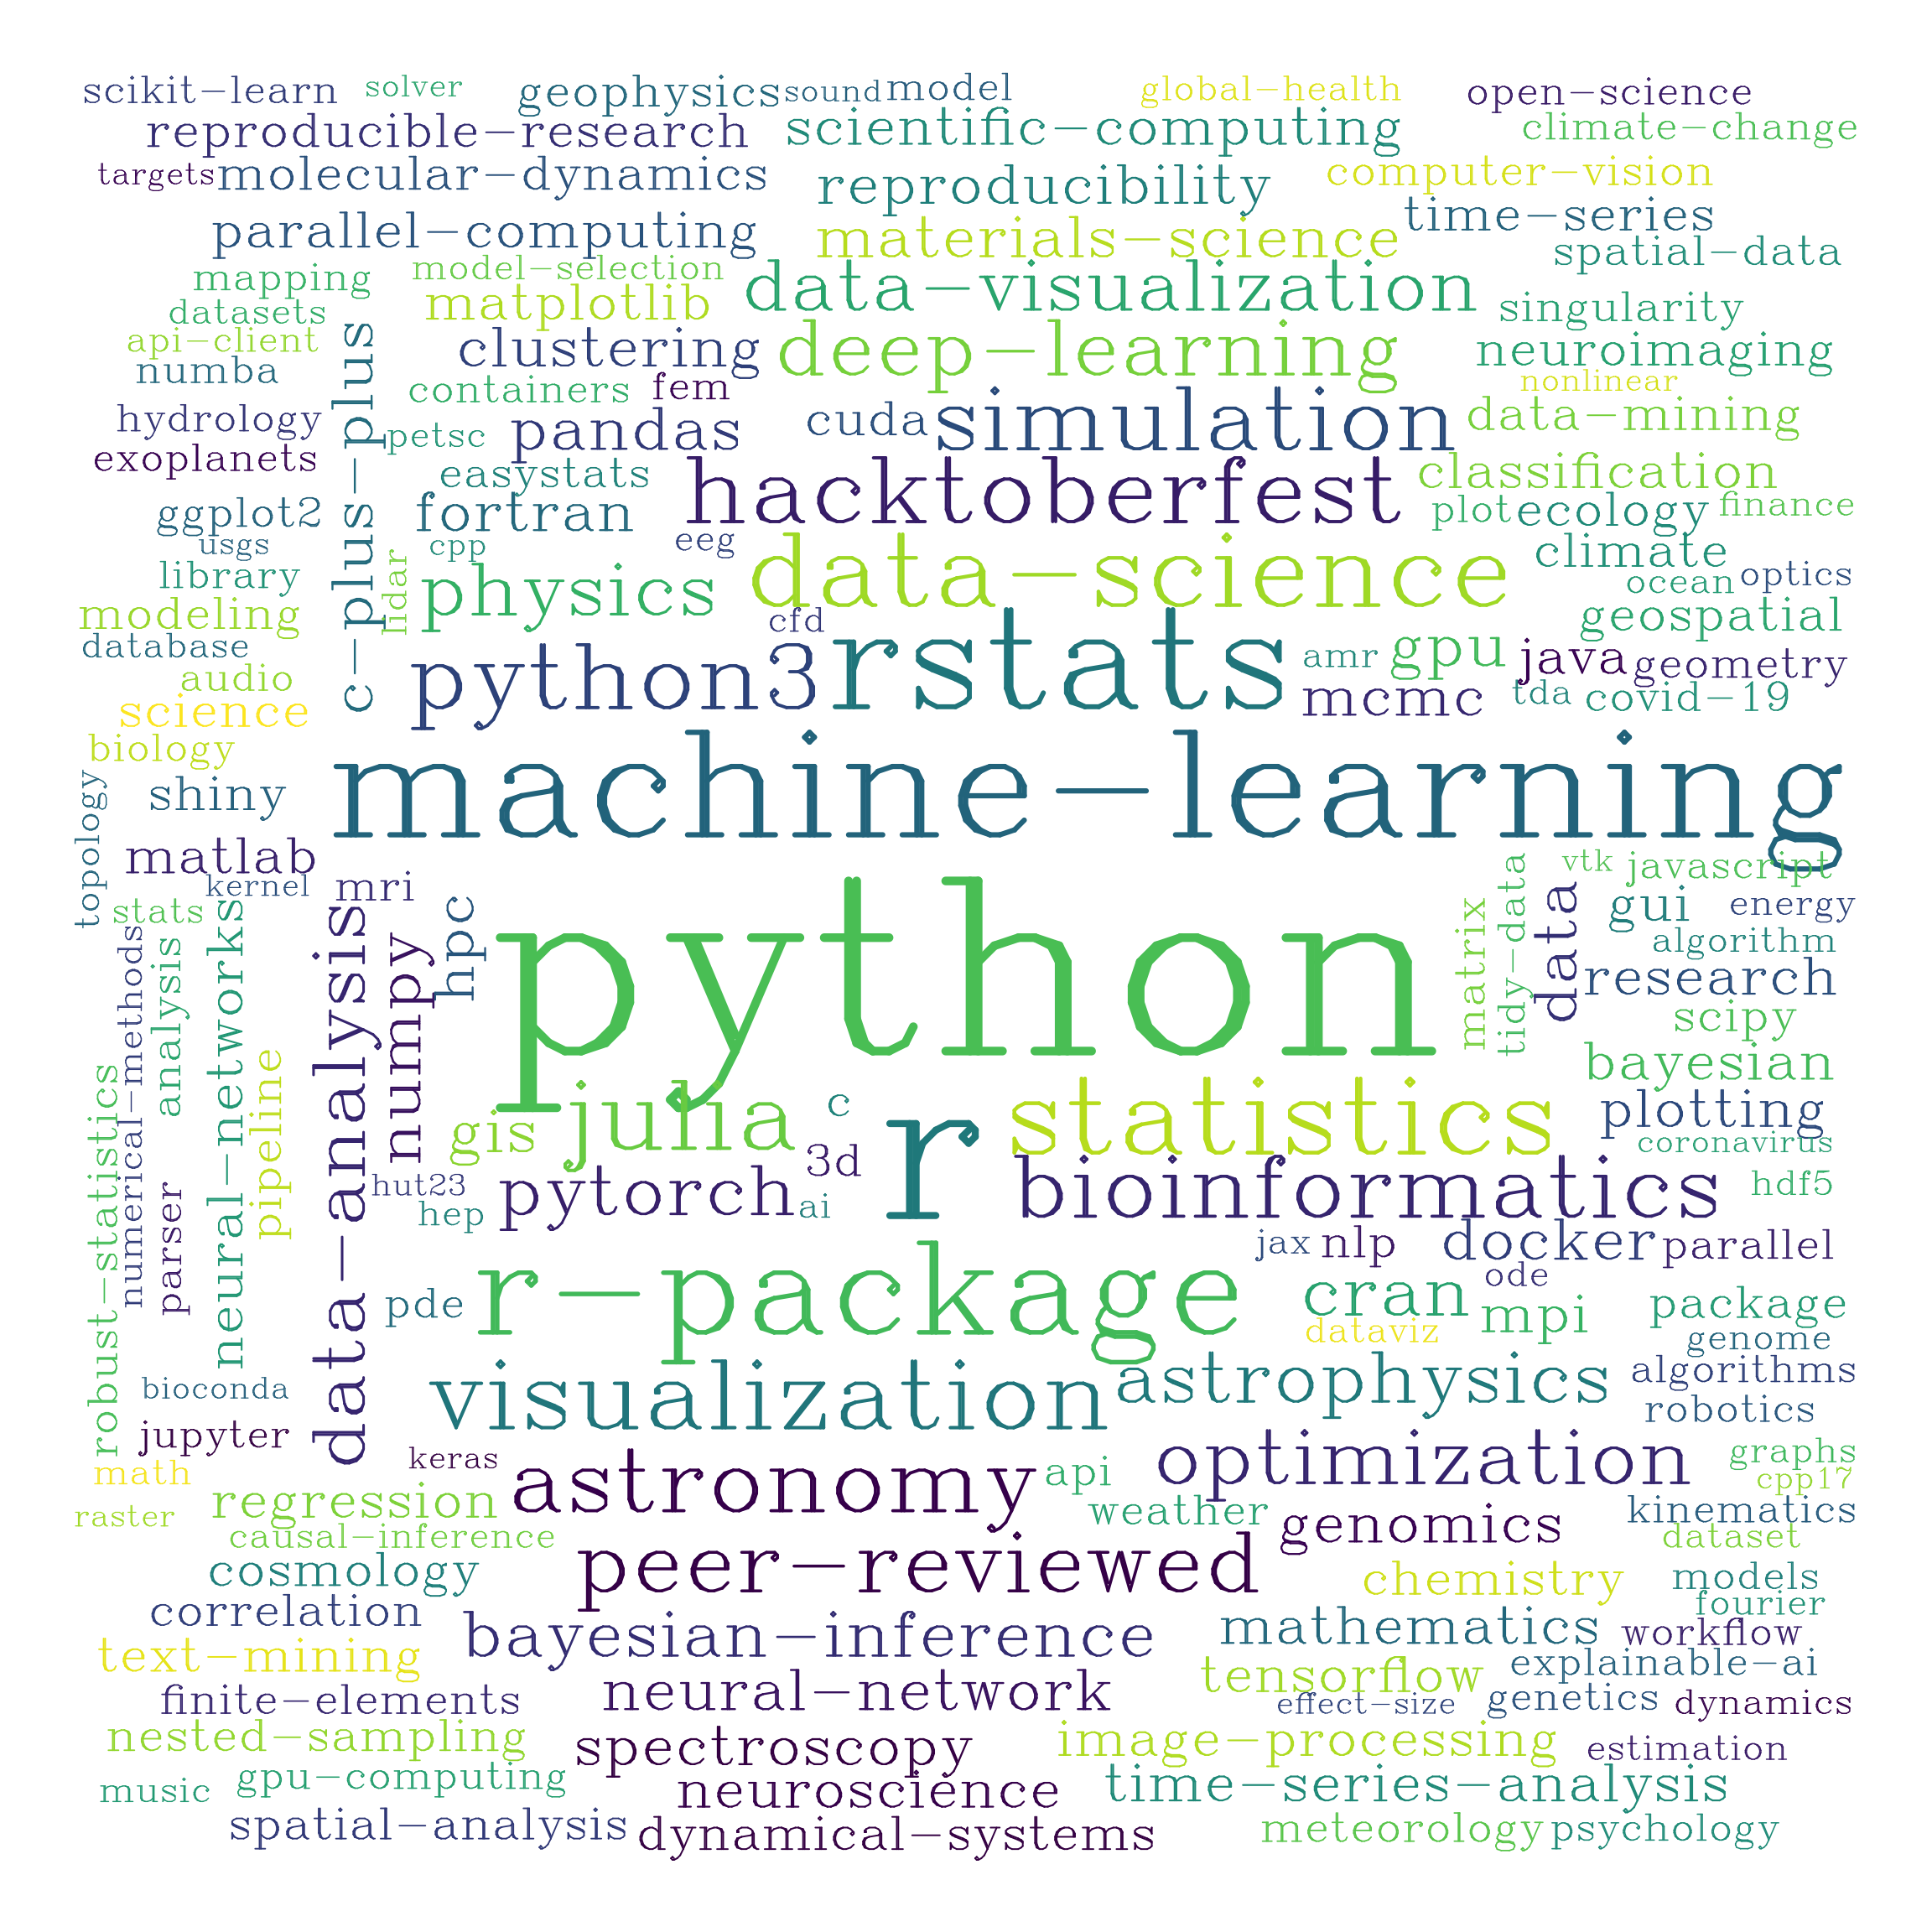 scikit-learn
solver
geophysics
sound
model
global-health
open-science
reproducible-research
scientific-computing
climate-change
targets
molecular-dynamics
reproducibility
computer-vision
time-series
parallel-computing
materials-science
spatial-data
mapping
model-selection
data-visualization
datasets
matplotlib
singularity
api-client
clustering
deep-learning
neuroimaging
numba
containers
fem
nonlinear
c-plus-plus
hydrology
petsc
pandas
cuda
simulation
data-mining
exoplanets
easystats
hacktoberfest
classification
ggplot2
fortran
plot
ecology
finance
usgs
cpp
eeg
data-science
climate
library
lidar
physics
ocean
optics
modeling
cfd
rstats
geospatial
database
python3
amr
gpu
java
geometry
audio
mcmc
tda
covid-19
science
biology
machine-learning
shiny
topology
matlab
kernel
mri
vtk
javascript
stats
data-analysis
numpy
hpc
python
matrix
tidy-data
data
gui
energy
algorithm
research
numerical-methods
analysis
neural-networks
scipy
robust-statistics
pipeline
bayesian
gis
julia
c
r
statistics
plotting
coronavirus
parser
hut23
pytorch
3d
bioinformatics
hdf5
hep
ai
jax
nlp
docker
parallel
pde
r-package
cran
ode
mpi
package
dataviz
genome
bioconda
visualization
astrophysics
algorithms
robotics
jupyter
keras
astronomy
api
optimization
graphs
math
cpp17
raster
regression
weather
genomics
kinematics
causal-inference
dataset
cosmology
peer-reviewed
chemistry
models
fourier
correlation
bayesian-inference
mathematics
workflow
text-mining
tensorflow
explainable-ai
finite-elements
neural-network
effect-size
genetics
dynamics
nested-sampling
spectroscopy
image-processing
estimation
music
gpu-computing
neuroscience
time-series-analysis
spatial-analysis
dynamical-systems
meteorology
psychology